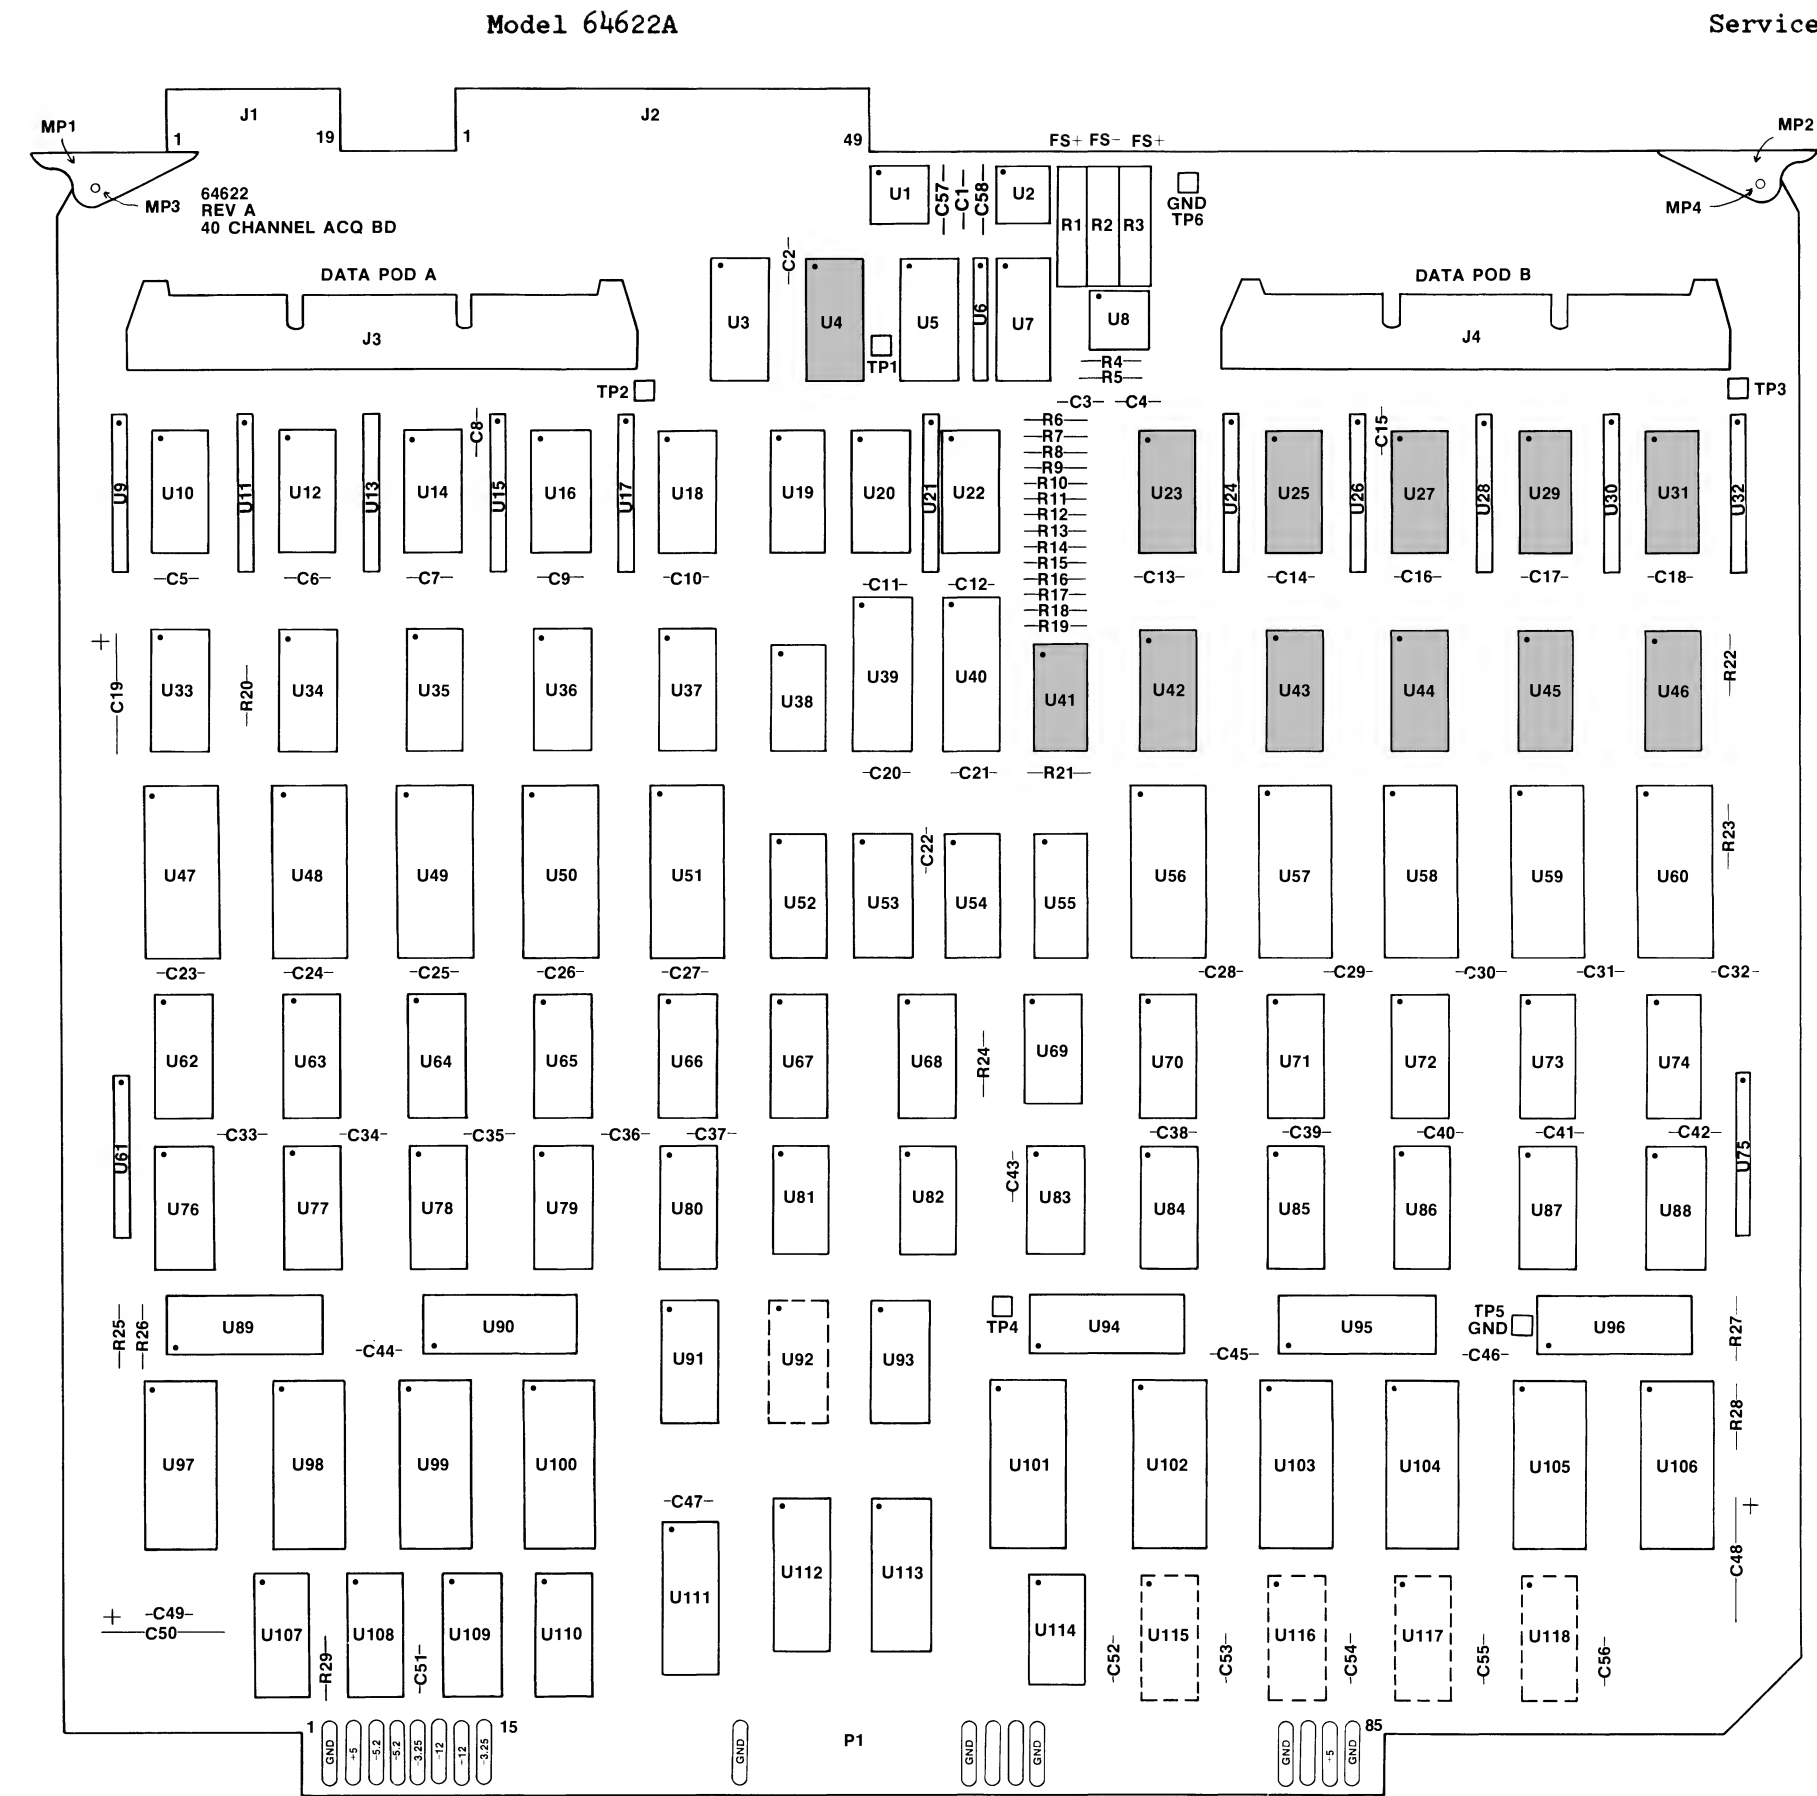 Model 64622A
Service
J1
J2
MP1
1
19
1
49
FS+ FS- FS+
MP2
MP3
64622
REV A
40 CHANNEL ACQ BD
U1
C57
C1
C58
U2
R1
R2
R3
GND
TP6
MP4
DATA POD A
J3
C2
U3
U4
TP1
U5
U6
U7
U8
R4
R5
DATA POD B
J4
TP2
C3
C4
TP3
U9
U10
U11
U12
U13
U14
C8
U15
U16
U17
U18
U19
U20
U21
U22
R6
R7
R8
R9
R10
R11
R12
R13
R14
R15
R16
R17
R18
R19
U23
U24
U25
U26
C15
U27
U28
U29
U30
U31
U32
C5
C6
C7
C9
C10
C11
C12
C13
C14
C16
C17
C18
+
C19
U33
R20
U34
U35
U36
U37
U38
U39
U40
U41
U42
U43
U44
U45
U46
R22
C20
C21
R21
U47
U48
U49
U50
U51
U52
U53
C22
U54
U55
U56
U57
U58
U59
U60
R23
C23
C24
C25
C26
C27
C28
C29
C30
C31
C32
U62
U63
U64
U65
U66
U67
U68
R24
U69
U70
U71
U72
U73
U74
U61
C33
C34
C35
C36
C37
C38
C39
C40
C41
C42
U75
U76
U77
U78
U79
U80
U81
U82
C43
U83
U84
U85
U86
U87
U88
R25
R26
U89
C44
U90
U91
U92
U93
TP4
U94
C45
U95
TP5
GND
C46
U96
R27
U97
U98
U99
U100
U101
U102
U103
U104
U105
U106
R28
C47
+
C48
+
C49
C50
U107
R29
U108
C51
U109
U110
U111
U112
U113
U114
C52
U115
C53
U116
C54
U117
C55
U118
C56
1
GND
+5
-5.2
-5.2
-3.25
-12
-12
-3.25
15
GND
P1
GND
GND
GND
+5
GND
85